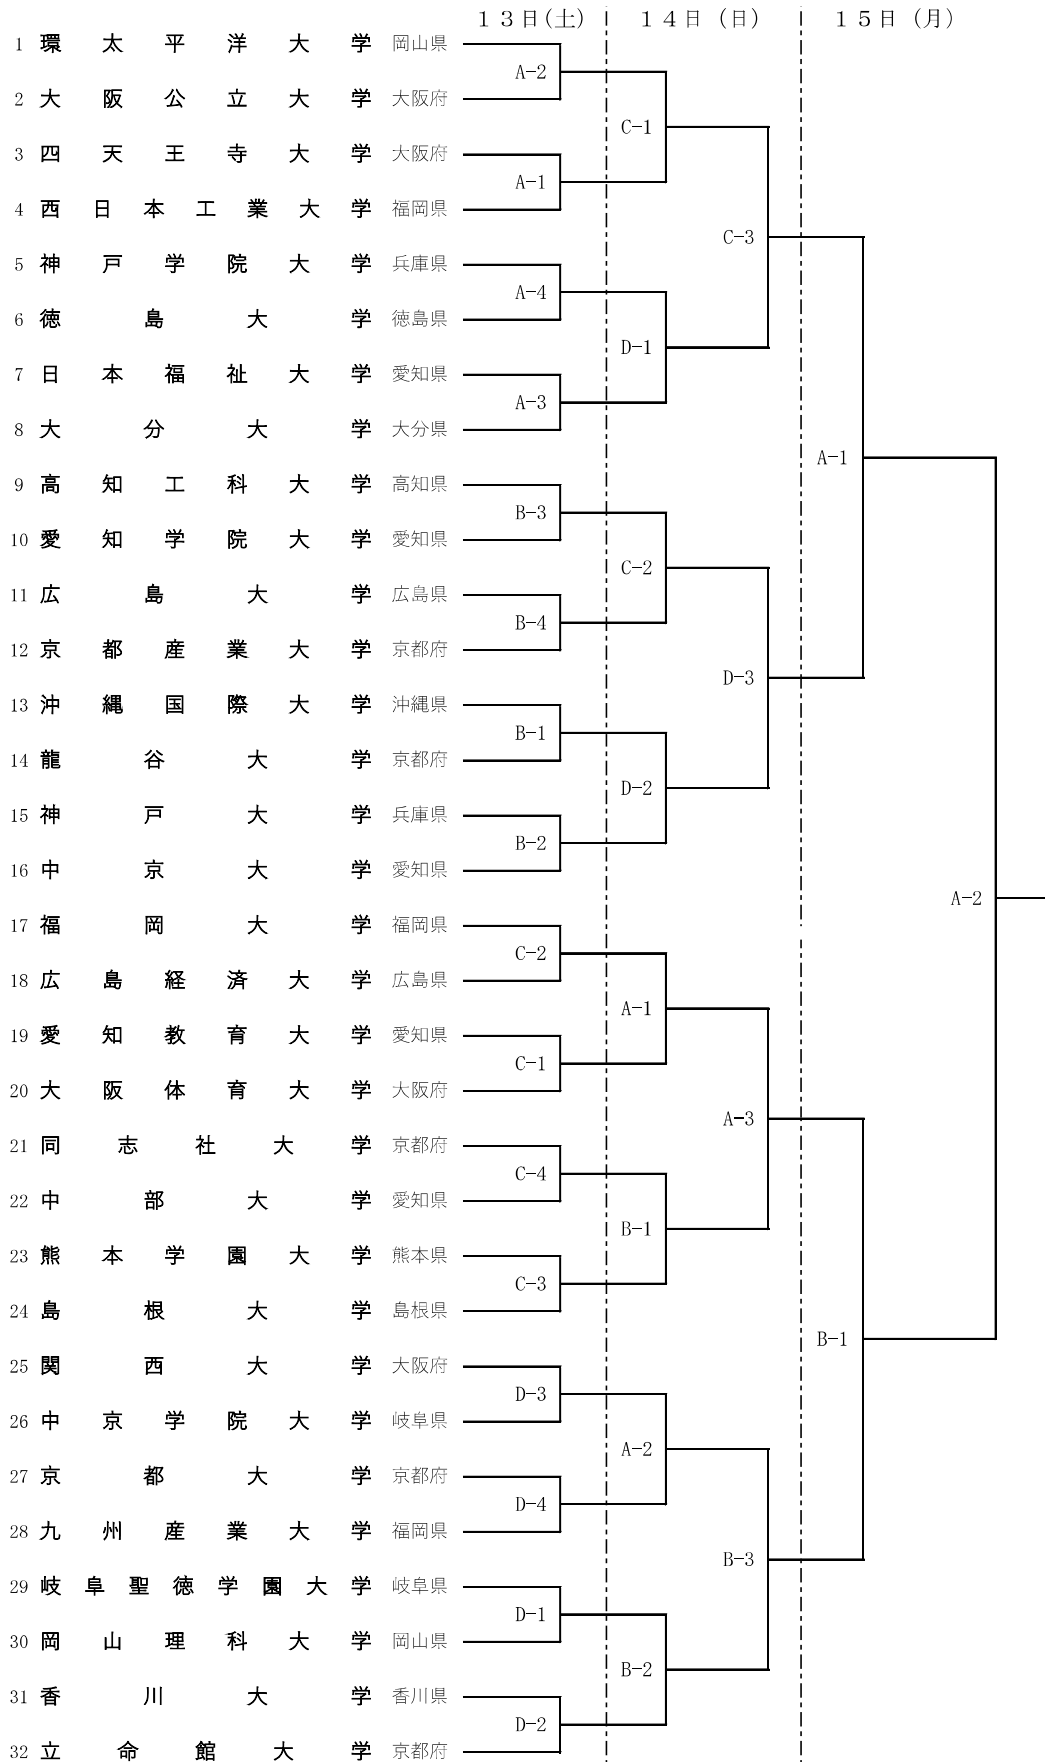 １３日(土) １４日（日） １５日（月）
1 環太平洋大学 岡山県
A-2
2 大阪公立大学 大阪府
C-1
3 四天王寺大学 大阪府
A-1
4 西日本工業大学 福岡県
C-3
5 神戸学院大学 兵庫県
A-4
6 徳島大学 徳島県
D-1
7 日本福祉大学 愛知県
A-3
8 大分大学 大分県
A-1
9 高知工科大学 高知県
B-3
10 愛知学院大学 愛知県
C-2
11 広島大学 広島県
B-4
12 京都産業大学 京都府
D-3
13 沖縄国際大学 沖縄県
B-1
14 龍谷大学 京都府
D-2
15 神戸大学 兵庫県
B-2
16 中京大学 愛知県
A-2
17 福岡大学 福岡県
C-2
18 広島経済大学 広島県
A-1
19 愛知教育大学 愛知県
C-1
20 大阪体育大学 大阪府
A-3
21 同志社大学 京都府
C-4
22 中部大学 愛知県
B-1
23 熊本学園大学 熊本県
C-3
24 島根大学 島根県
B-1
25 関西大学 大阪府
D-3
26 中京学院大学 岐阜県
A-2
27 京都大学 京都府
D-4
28 九州産業大学 福岡県
B-3
29 岐阜聖徳学園大学 岐阜県
D-1
30 岡山理科大学 岡山県
B-2
31 香川大学 香川県
D-2
32 立命館大学 京都府